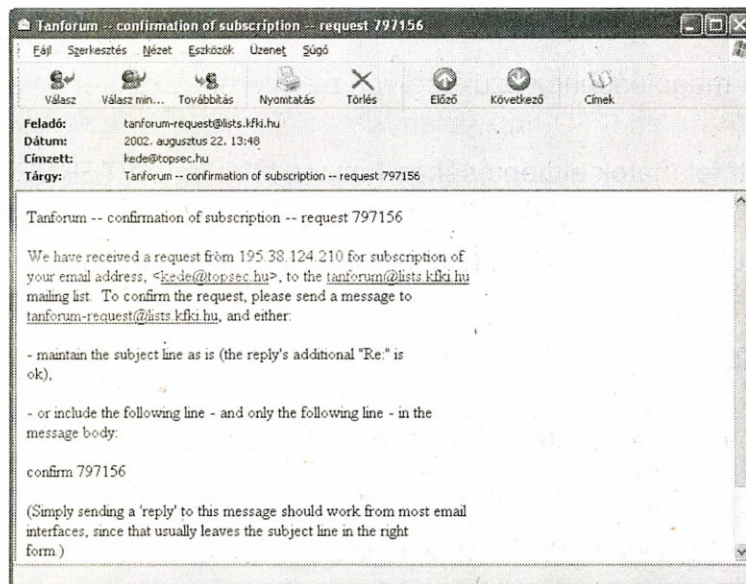 Tanforum -- confirmation of subscription -- request 797156
Fájl Szerkesztés Nézet Eszközök Üzenet Súgó
Válasz Válasz min... Továbbítás Nyomtatás Törlés Előző Következő Címek
Feladó: tanforum-request@lists.kfki.hu
Dátum: 2002. augusztus 22. 13:48
Címzett: kede@topsec.hu
Tárgy: Tanforum -- confirmation of subscription -- request 797156
Tanforum -- confirmation of subscription -- request 797156
We have received a request from 195.38.124.210 for subscription of
your email address, <kede@topsec.hu>, to the tanforum@lists.kfki.hu
mailing list. To confirm the request, please send a message to
tanforum-request@lists.kfki.hu, and either:
- maintain the subject line as is (the reply's additional "Re:" is
ok),
- or include the following line - and only the following line - in the
message body:
confirm 797156
(Simply sending a 'reply' to this message should work from most email
interfaces, since that usually leaves the subject line in the right
form.)